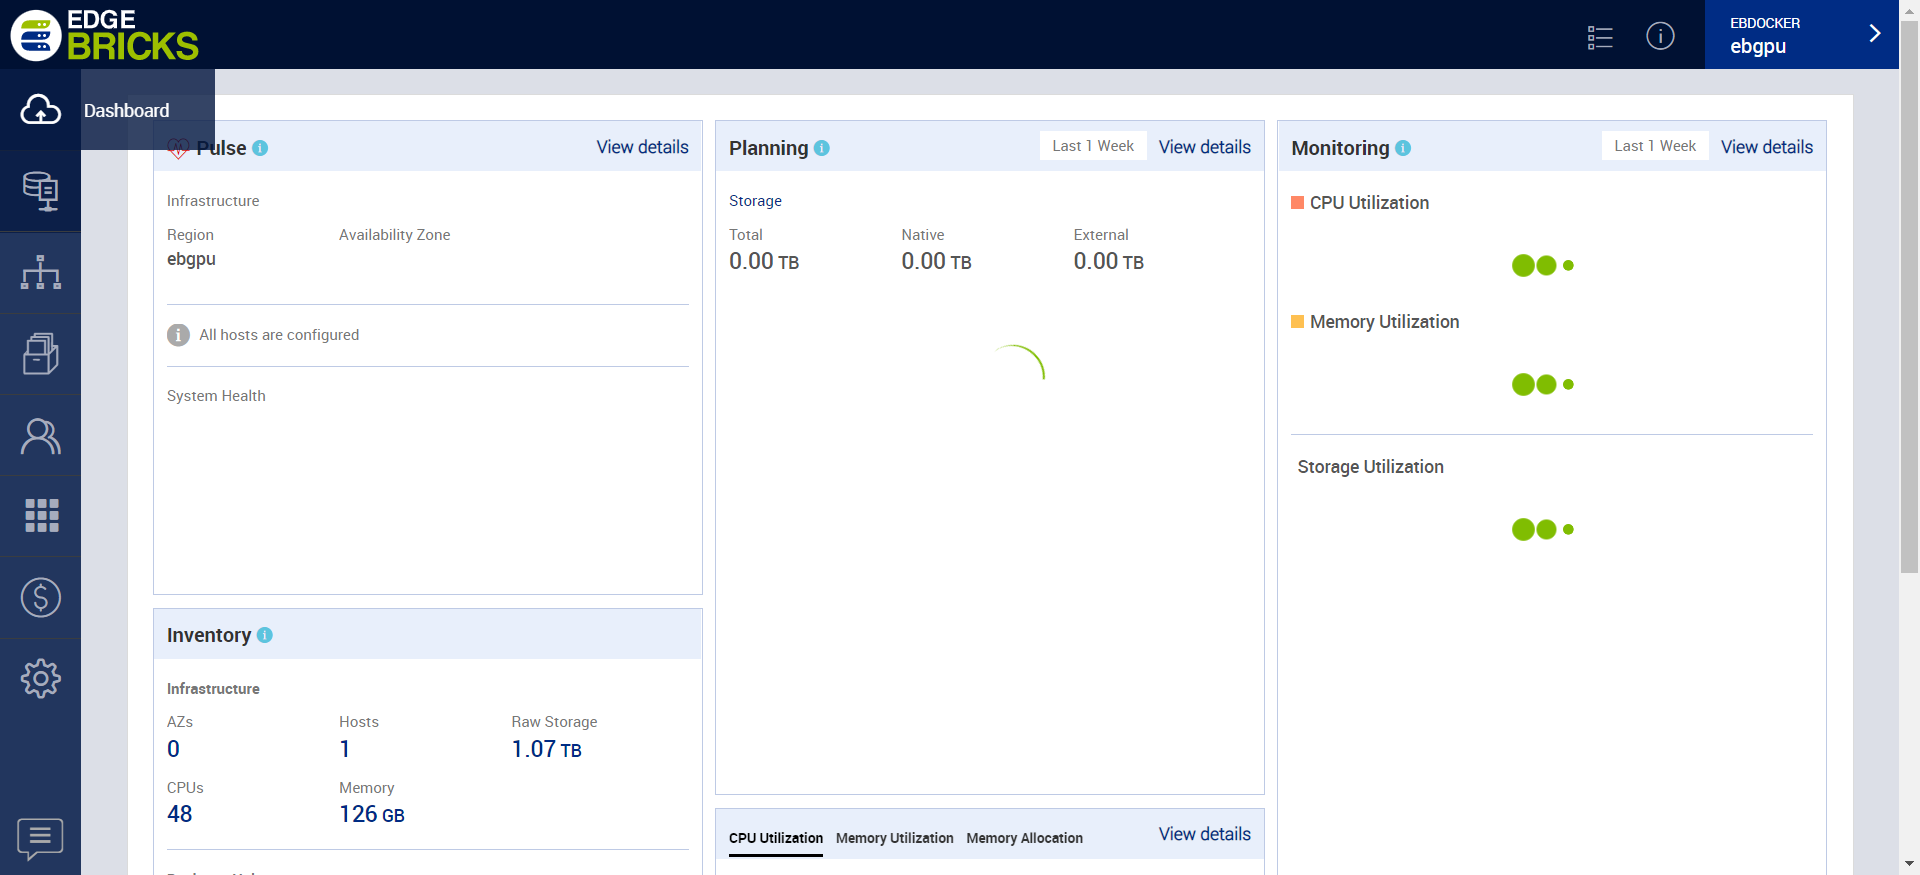 EDGE
BRICKS
EBDOCKER
ebgpu
Dashboard
Pulse
View details
Infrastructure
Region
Availability Zone
ebgpu
All hosts are configured
System Health
Planning
Last 1 Week
View details
Storage
Total
Native
External
0.00 TB
0.00 TB
0.00 TB
Monitoring
Last 1 Week
View details
CPU Utilization
Memory Utilization
Storage Utilization
Inventory
Infrastructure
AZs
Hosts
Raw Storage
0
1
1.07 TB
CPUs
Memory
48
126 GB
CPU Utilization
Memory Utilization
Memory Allocation
View details